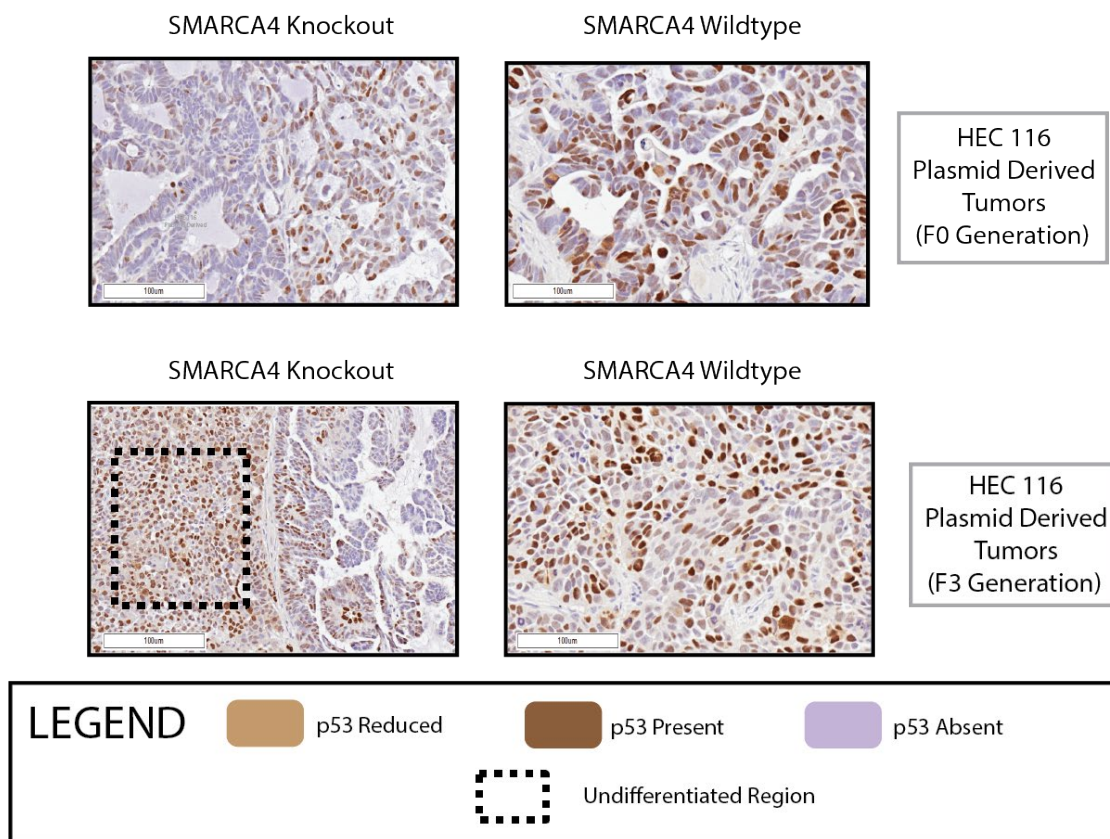 SMARCA4 Knockout
SMARCA4 Wildtype
100um
100um
HEC 116
Plasmid Derived
Tumors
(F0 Generation)
SMARCA4 Knockout
SMARCA4 Wildtype
100um
100um
HEC 116
Plasmid Derived
Tumors
(F3 Generation)
LEGEND
p53 Reduced
p53 Present
p53 Absent
Undifferentiated Region